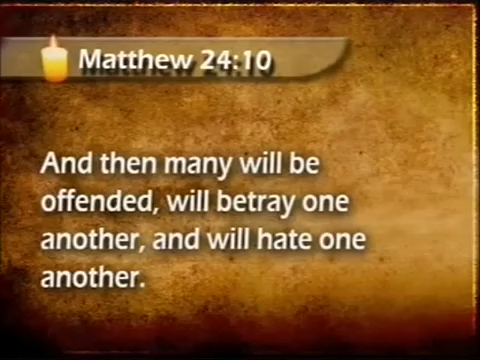 Matthew 24:10
And then many will be
offended, will betray one
another, and will hate one
another.